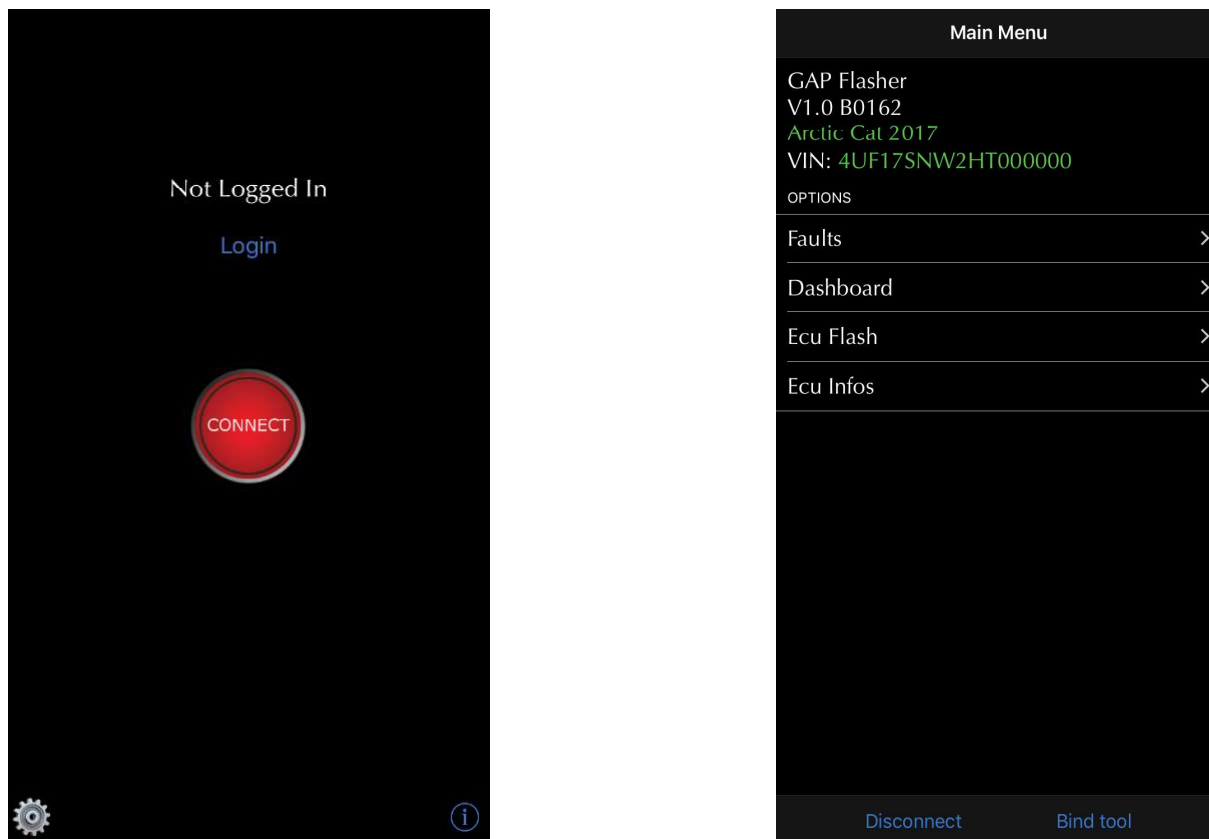 Not Logged In
Login
CONNECT
i
Main Menu
GAP Flasher
V1.0 B0162
Arctic Cat 2017
VIN: 4UF17SNW2HT000000
OPTIONS
Faults
Dashboard
Ecu Flash
Ecu Infos
Disconnect Bind tool